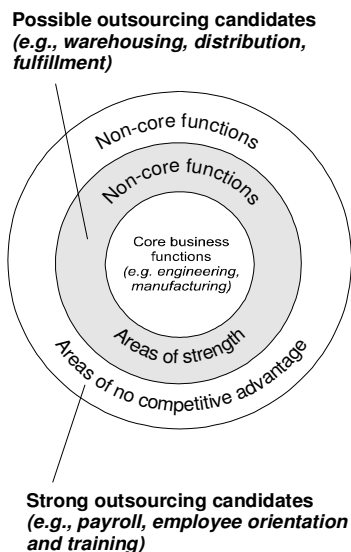 Possible outsourcing candidates
(e.g., warehousing, distribution,
fulfillment)
Non-core functions
Non-core functions
Core business
functions
(e.g. engineering,
manufacturing)
Areas of strength
Areas of no competitive advantage
Strong outsourcing candidates
(e.g., payroll, employee orientation
and training)